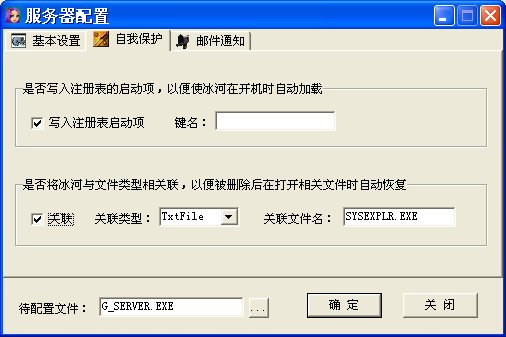 服务器配置
基本设置 自我保护 邮件通知
是否写入注册表的启动项，以便使冰河在开机时自动加载
写入注册表启动项 键名：
是否将冰河与文件类型相关联，以便被删除后在打开相关文件时自动恢复
关联 关联类型： TxtFile 关联文件名： SYSEXPLR.EXE
待配置文件： G_SERVER.EXE ... 确 定 关 闭